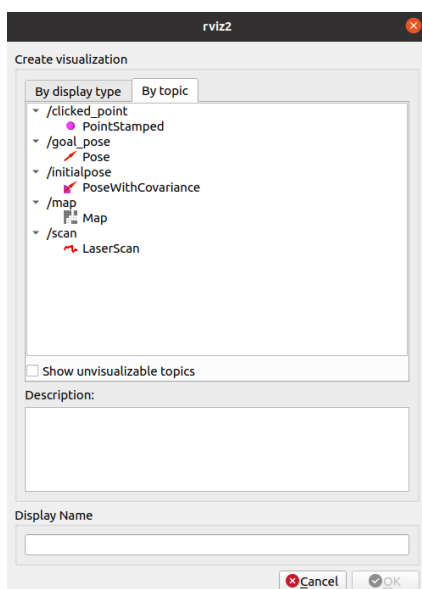 rviz2
Create visualization
By display type By topic
/clicked_point
PointStamped
/goal_pose
Pose
/initialpose
PoseWithCovariance
/map
Map
/scan
LaserScan
Show unvisualizable topics
Description:
Display Name
Cancel OK